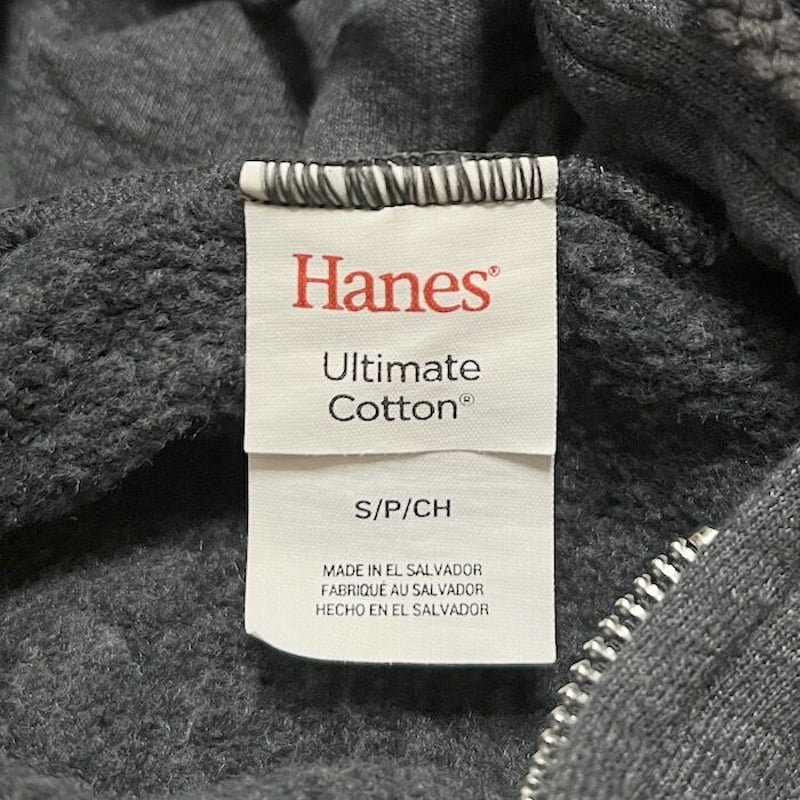 Hanes®
Ultimate
Cotton®
S/P/CH
MADE IN EL SALVADOR
FABRIQUÉ AU SALVADOR
HECHO EN EL SALVADOR